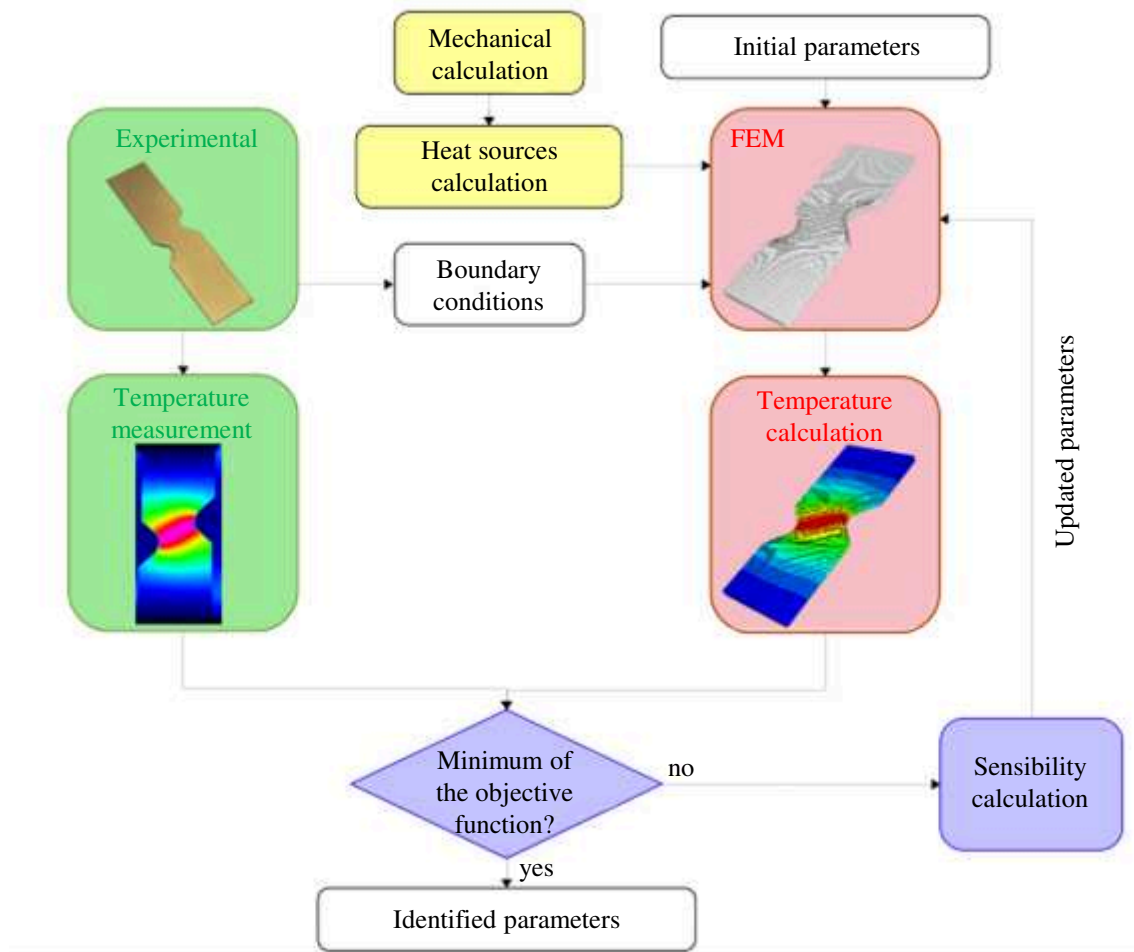 Mechanical
calculation
Initial parameters
Experimental
Heat sources
calculation
FEM
Boundary
conditions
Temperature
measurement
Temperature
calculation
Updated parameters
Minimum of
the objective
function?
no
Sensibility
calculation
yes
Identified parameters